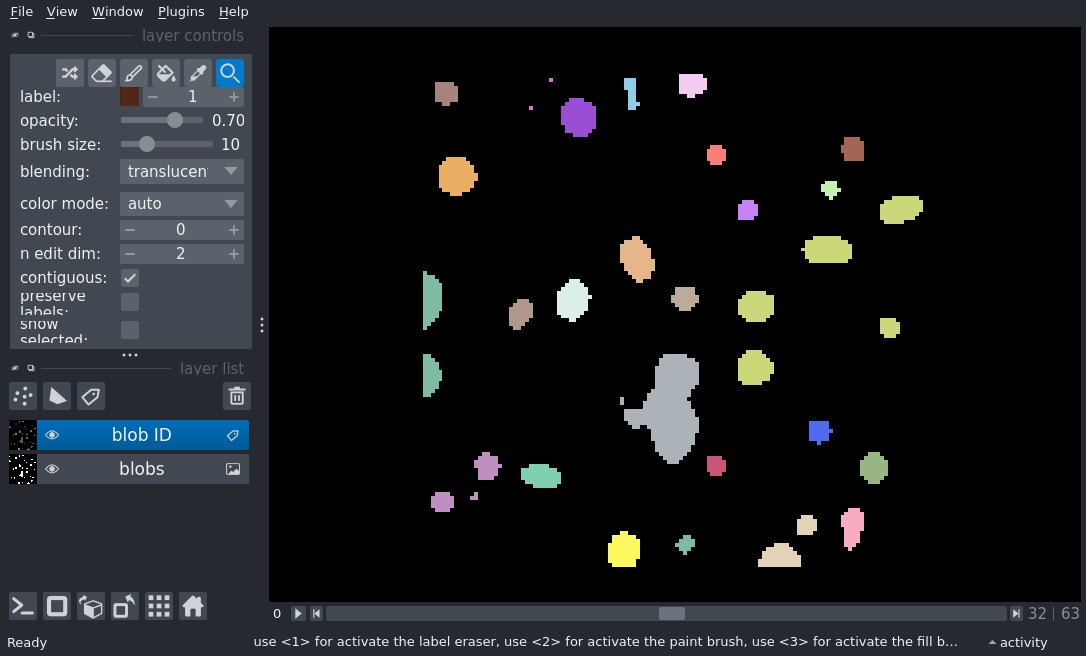 File View Window Plugins Help
layer controls
label: 1
opacity: 0.70
brush size: 10
blending: translucen
color mode: auto
contour: 0
n edit dim: 2
contiguous:
preserve
labels:
show
selected:
layer list
blob ID
blobs
0 32 | 63
Ready use <1> for activate the label eraser, use <2> for activate the paint brush, use <3> for activate the fill b... activity